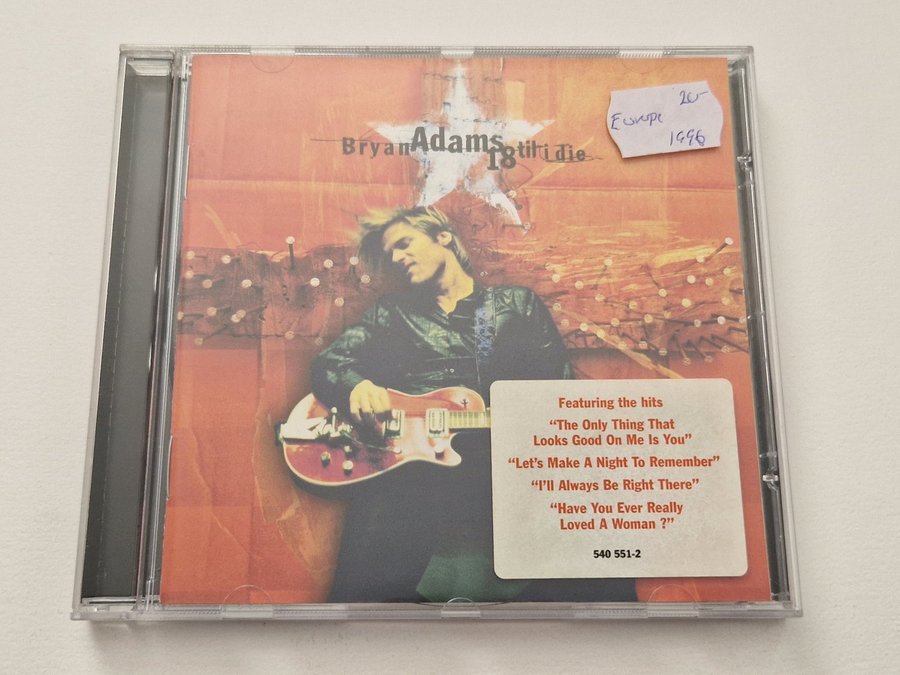 Bryan Adams 18 til i die
Europe 20-
1996
Featuring the hits
“The Only Thing That
Looks Good On Me Is You”
“Let’s Make A Night To Remember”
“I’ll Always Be Right There”
“Have You Ever Really
Loved A Woman ?”
540 551-2